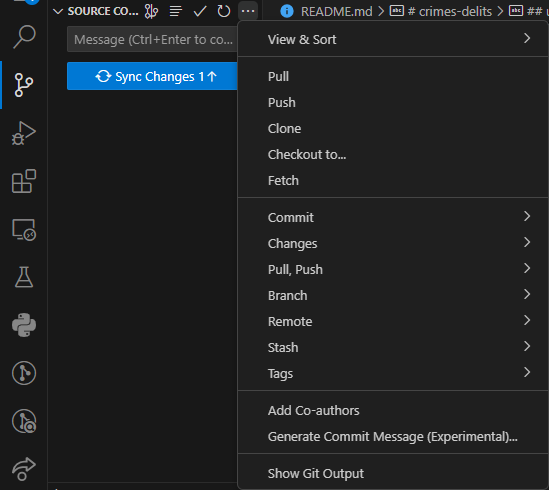 SOURCE CO...
README.md > # crimes-delits > ##
Message (Ctrl+Enter to co...
Sync Changes 1↑
View & Sort
Pull
Push
Clone
Checkout to...
Fetch
Commit
Changes
Pull, Push
Branch
Remote
Stash
Tags
Add Co-authors
Generate Commit Message (Experimental)...
Show Git Output